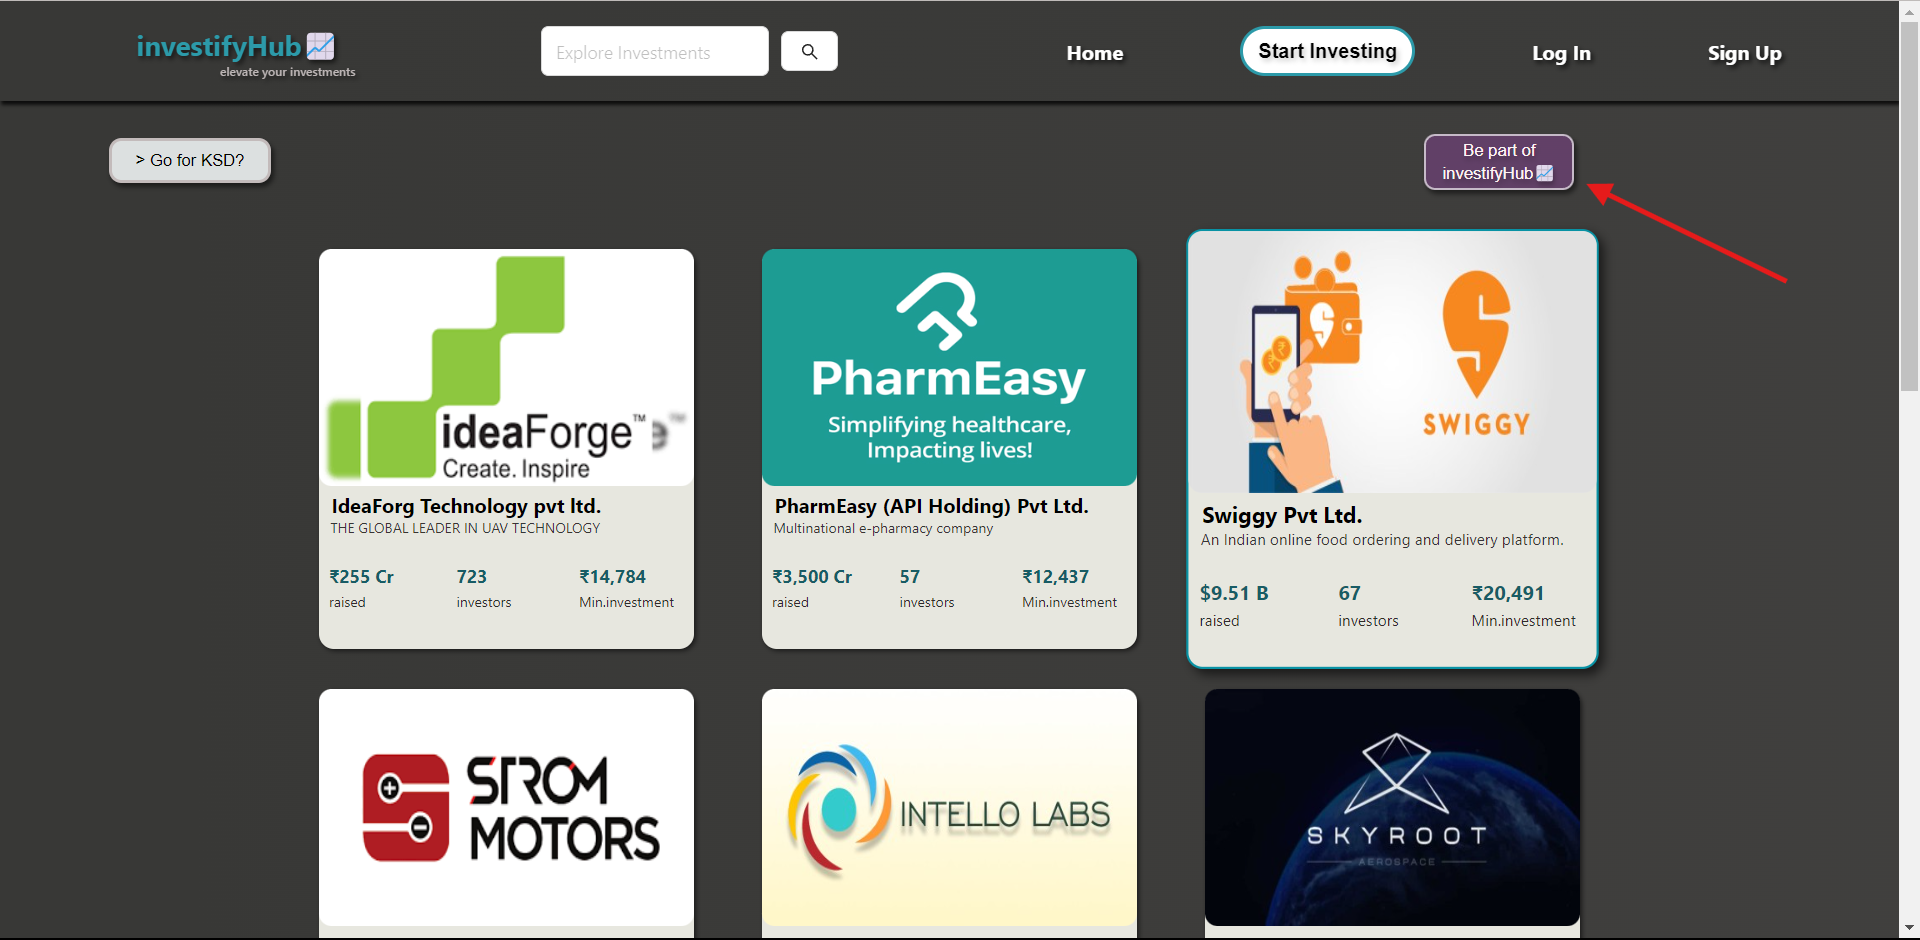 investifyHub
elevate your investments
Explore Investments
Home
Start Investing
Log In
Sign Up
> Go for KSD?
Be part of
investifyHub
ideaForge™ e™
Create. Inspire
IdeaForg Technology pvt ltd.
THE GLOBAL LEADER IN UAV TECHNOLOGY
₹255 Cr
raised
723
investors
₹14,784
Min.investment
PharmEasy
Simplifying healthcare,
Impacting lives!
PharmEasy (API Holding) Pvt Ltd.
Multinational e-pharmacy company
₹3,500 Cr
raised
57
investors
₹12,437
Min.investment
SWIGGY
Swiggy Pvt Ltd.
An Indian online food ordering and delivery platform.
$9.51 B
raised
67
investors
₹20,491
Min.investment
STROM
MOTORS
INTELLO LABS
SKYROOT
AEROSPACE